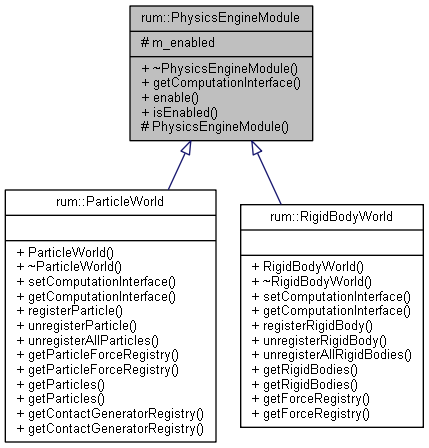 rum::PhysicsEngineModule
# m_enabled
+ ~PhysicsEngineModule()
+ getComputationInterface()
+ enable()
+ isEnabled()
# PhysicsEngineModule()
rum::ParticleWorld
+ ParticleWorld()
+ ~ParticleWorld()
+ setComputationInterface()
+ getComputationInterface()
+ registerParticle()
+ unregisterParticle()
+ unregisterAllParticles()
+ getParticleForceRegistry()
+ getParticleForceRegistry()
+ getParticles()
+ getParticles()
+ getContactGeneratorRegistry()
+ getContactGeneratorRegistry()
rum::RigidBodyWorld
+ RigidBodyWorld()
+ ~RigidBodyWorld()
+ setComputationInterface()
+ getComputationInterface()
+ registerRigidBody()
+ unregisterRigidBody()
+ unregisterAllRigidBodies()
+ getRigidBodies()
+ getRigidBodies()
+ getForceRegistry()
+ getForceRegistry()